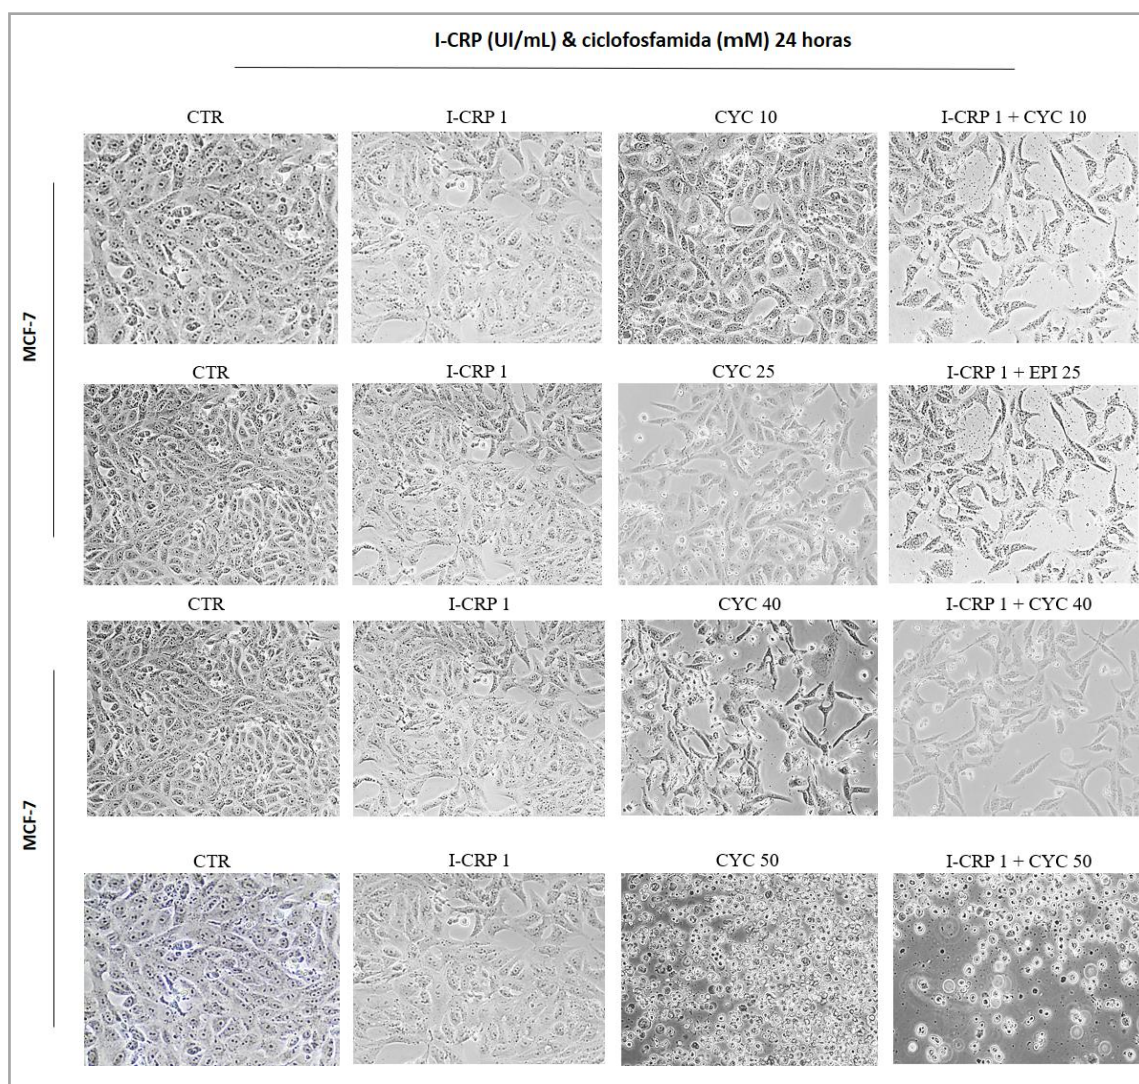 I-CRP (UI/mL) & ciclofosfamida (mM) 24 horas
CTR I-CRP 1 CYC 10 I-CRP 1 + CYC 10
MCF-7
CTR I-CRP 1 CYC 25 I-CRP 1 + EPI 25
CTR I-CRP 1 CYC 40 I-CRP 1 + CYC 40
MCF-7
CTR I-CRP 1 CYC 50 I-CRP 1 + CYC 50